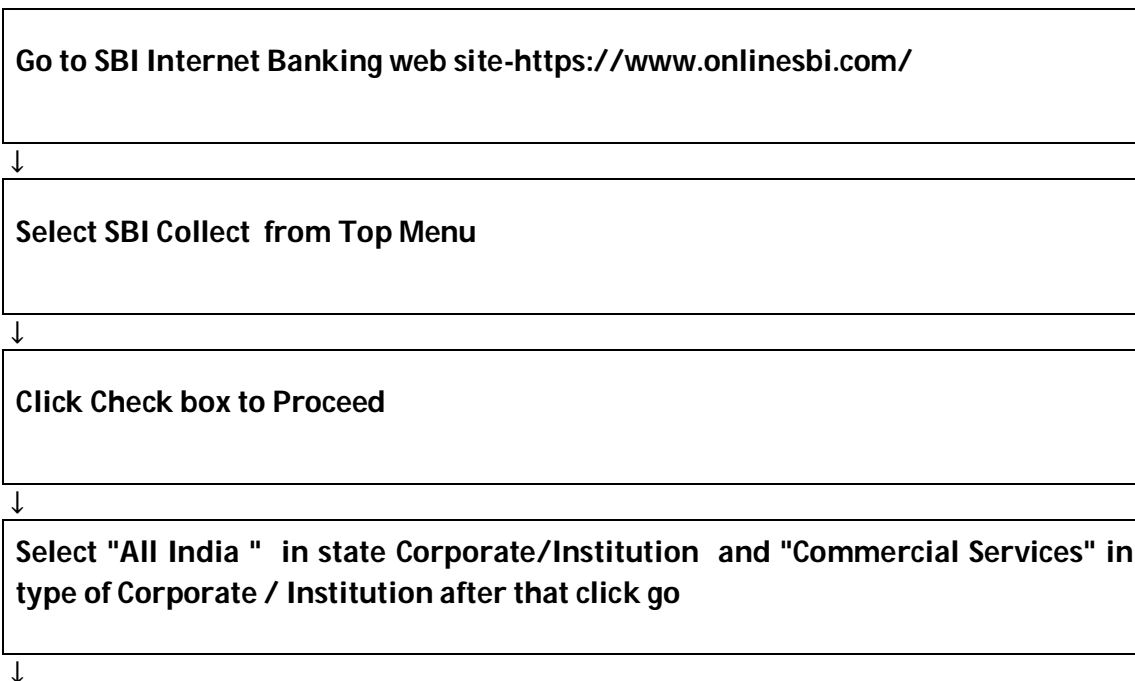 Go to SBI Internet Banking web site-https://www.onlinesbi.com/
↓
Select SBI Collect from Top Menu
↓
Click Check box to Proceed
↓
Select "All India " in state Corporate/Institution and "Commercial Services" in
type of Corporate / Institution after that click go
↓